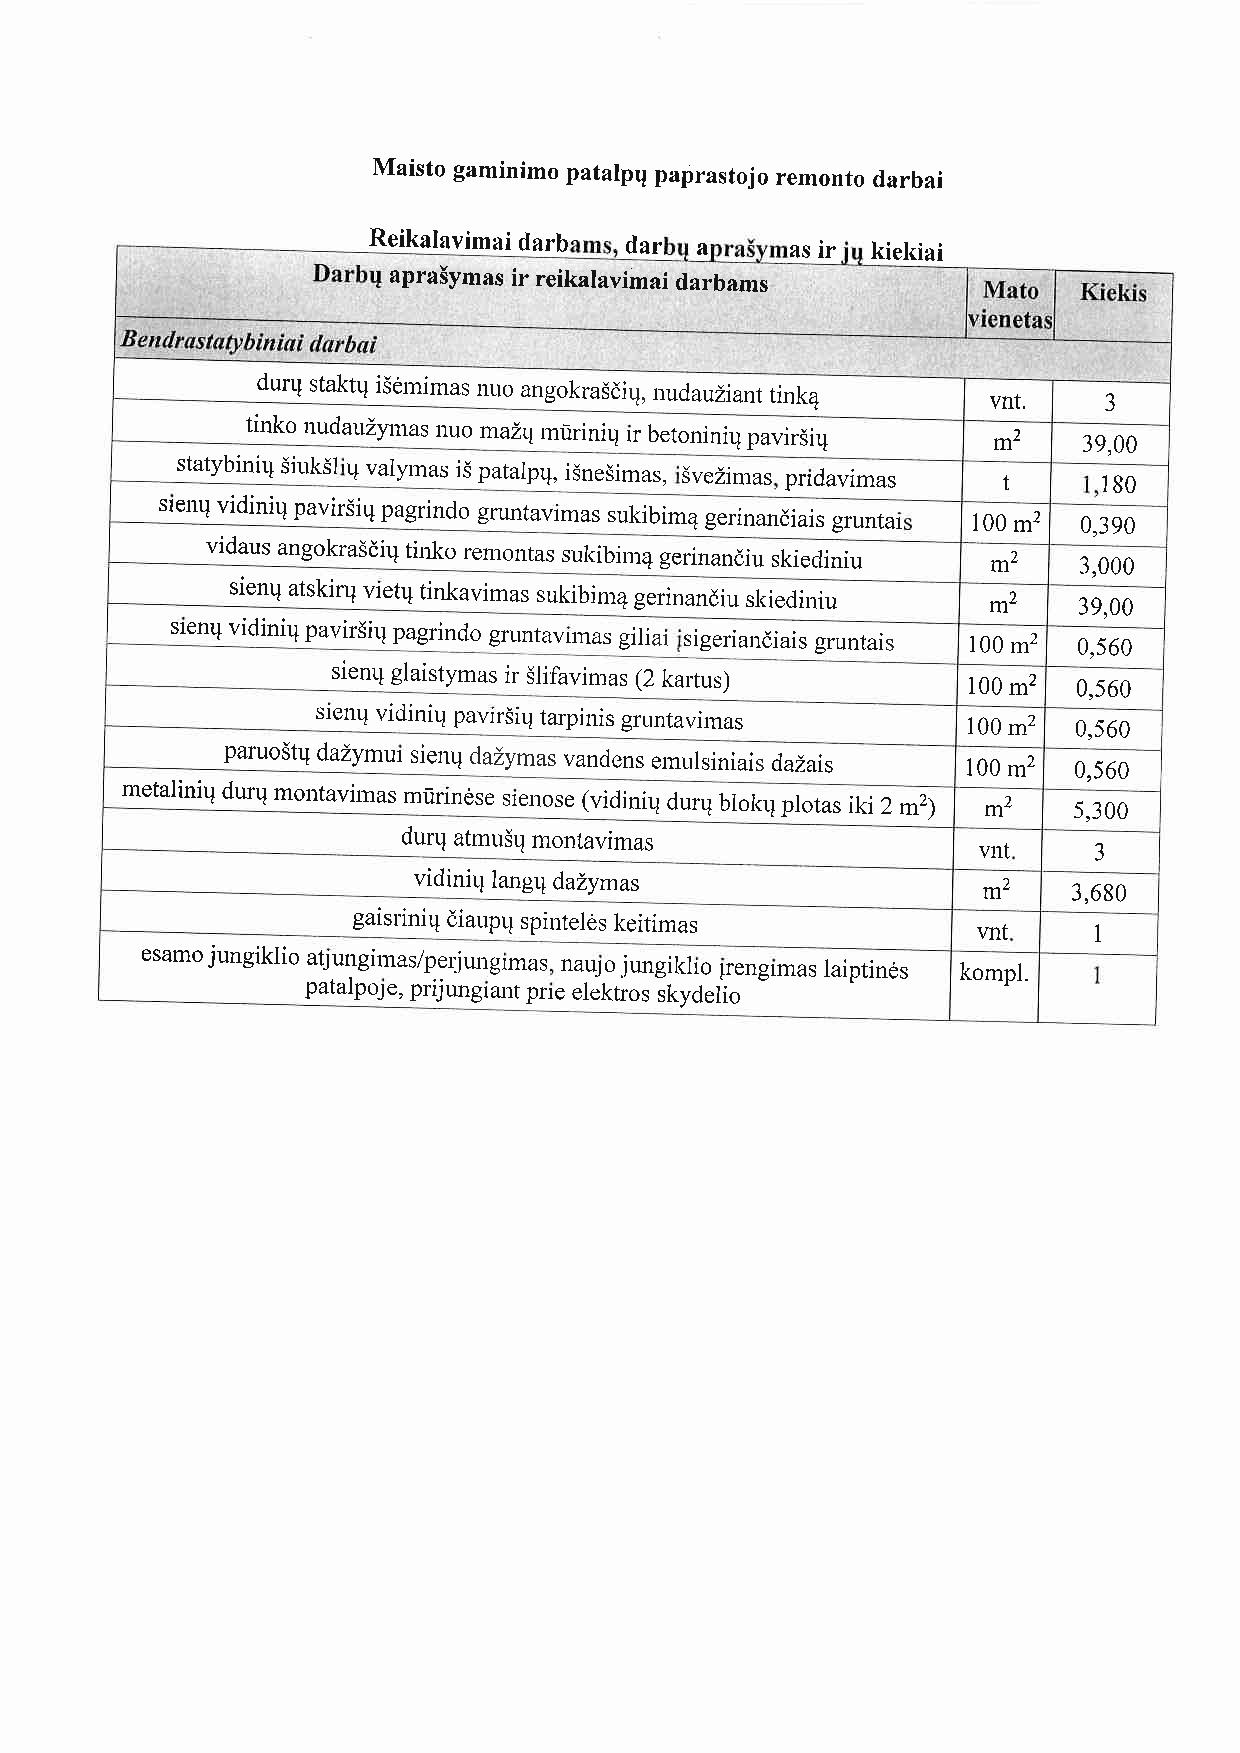 Maisto gaminimo patalpų paprastojo remonto darbai
Reikalavimai darbams, darbų aprašymas ir jų kiekiai
Darbų aprašymas ir reikalavimai darbams Mato vienetas Kiekis
Bendrastatybiniai darbai
durų staktų išėmimas nuo angokraščių, nudaužiant tinką vnt. 3
tinko nudaužymas nuo mažų mūrinių ir betoninių paviršių m² 39,00
statybinių šiukšlių valymas iš patalpų, išnešimas, išvežimas, pridavimas t 1,180
sienų vidinių paviršių pagrindo gruntavimas sukibimą gerinančiais gruntais 100 m² 0,390
vidaus angokraščių tinko remontas sukibimą gerinančiu skiediniu m² 3,000
sienų atskirų vietų tinkavimas sukibimą gerinančiu skiediniu m² 39,00
sienų vidinių paviršių pagrindo gruntavimas giliai įsigeriančiais gruntais 100 m² 0,560
sienų glaistymas ir šlifavimas (2 kartus) 100 m² 0,560
sienų vidinių paviršių tarpinis gruntavimas 100 m² 0,560
paruoštų dažymui sienų dažymas vandens emulsiniais dažais 100 m² 0,560
metalinių durų montavimas mūrinėse sienose (vidinių durų blokų plotas iki 2 m²) m² 5,300
durų atmušų montavimas vnt. 3
vidinių langų dažymas m² 3,680
gaisrinių čiaupų spintelės keitimas vnt. 1
esamo jungiklio atjungimas/perjungimas, naujo jungiklio įrengimas laiptinės kompl. 1
patalpoje, prijungiant prie elektros skydelio